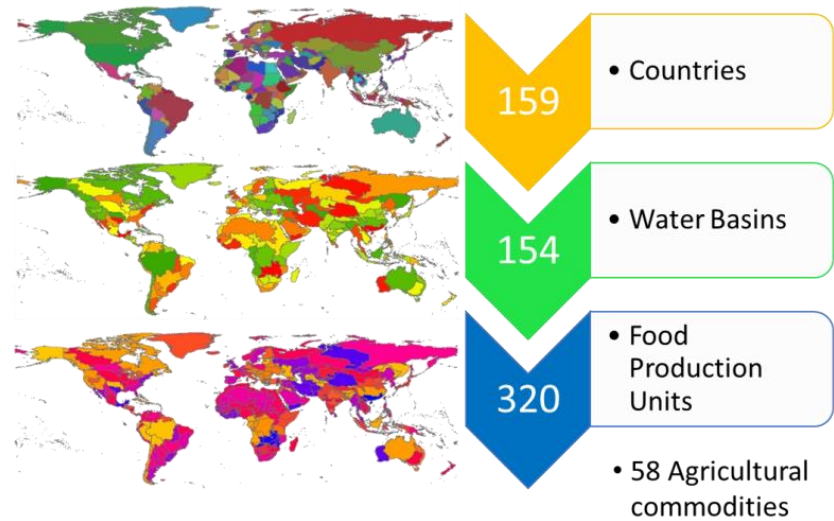 159
• Countries
154
• Water Basins
320
• Food
Production
Units
• 58 Agricultural
commodities